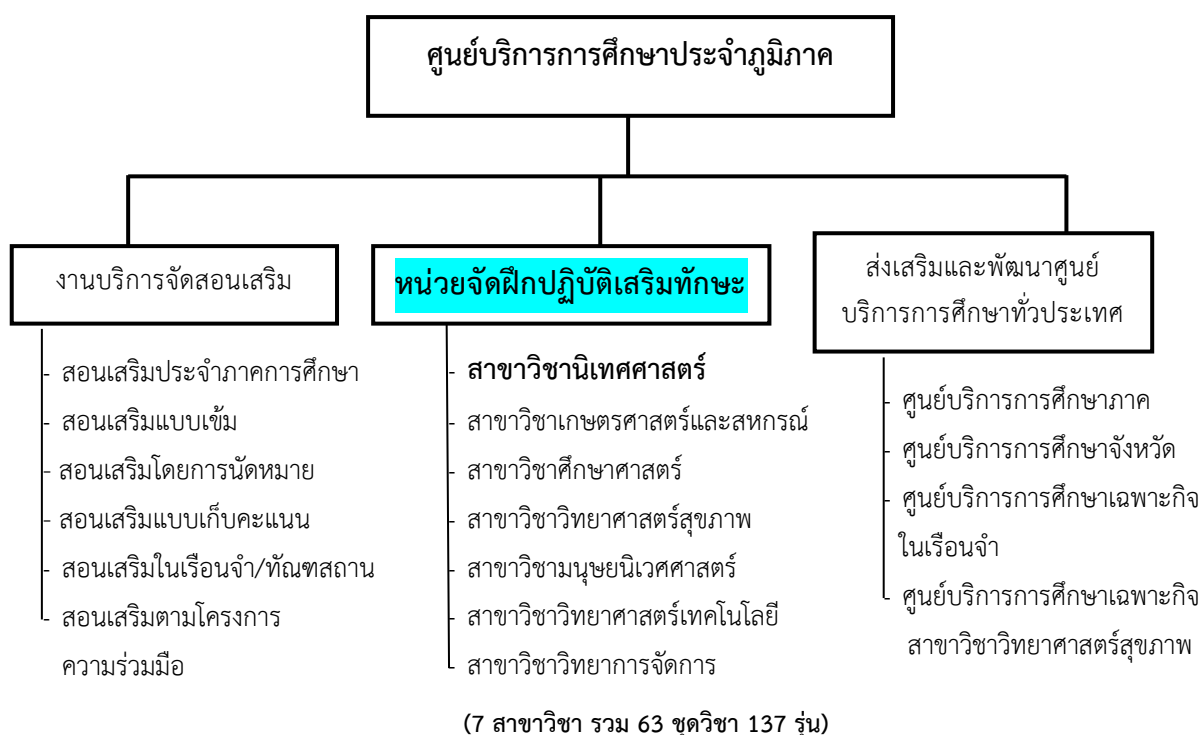 ศูนย์บริการการศึกษาประจำภูมิภาค
งานบริการจัดสอนเสริม
- สอนเสริมประจำภาคการศึกษา
- สอนเสริมแบบเข้ม
- สอนเสริมโดยการนัดหมาย
- สอนเสริมแบบเก็บคะแนน
- สอนเสริมในเรือนจำ/ทัณฑสถาน
- สอนเสริมตามโครงการ
ความร่วมมือ
หน่วยจัดฝึกปฏิบัติเสริมทักษะ
- สาขาวิชานิเทศศาสตร์
- สาขาวิชาเกษตรศาสตร์และสหกรณ์
- สาขาวิชาศึกษาศาสตร์
- สาขาวิชาวิทยาศาสตร์สุขภาพ
- สาขาวิชามนุษยนิเวศศาสตร์
- สาขาวิชาวิทยาศาสตร์เทคโนโลยี
- สาขาวิชาวิทยาการจัดการ
(7 สาขาวิชา รวม 63 ชุดวิชา 137 รุ่น)
ส่งเสริมและพัฒนาศูนย์
บริการการศึกษาทั่วประเทศ
- ศูนย์บริการการศึกษาภาค
- ศูนย์บริการการศึกษาจังหวัด
- ศูนย์บริการการศึกษาเฉพาะกิจ
ในเรือนจำ
- ศูนย์บริการการศึกษาเฉพาะกิจ
สาขาวิชาวิทยาศาสตร์สุขภาพ